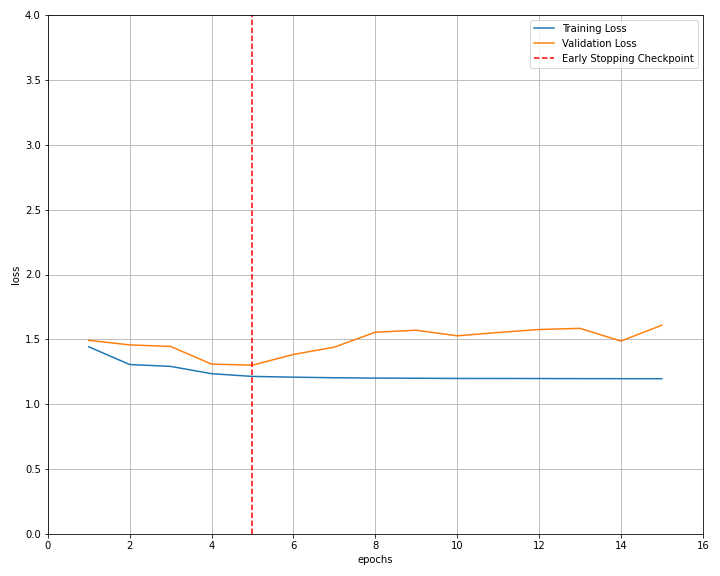 4.0
3.5
3.0
2.5
2.0
1.5
1.0
0.5
0.0
loss
Training Loss
Validation Loss
Early Stopping Checkpoint
0 2 4 6 8 10 12 14 16
epochs